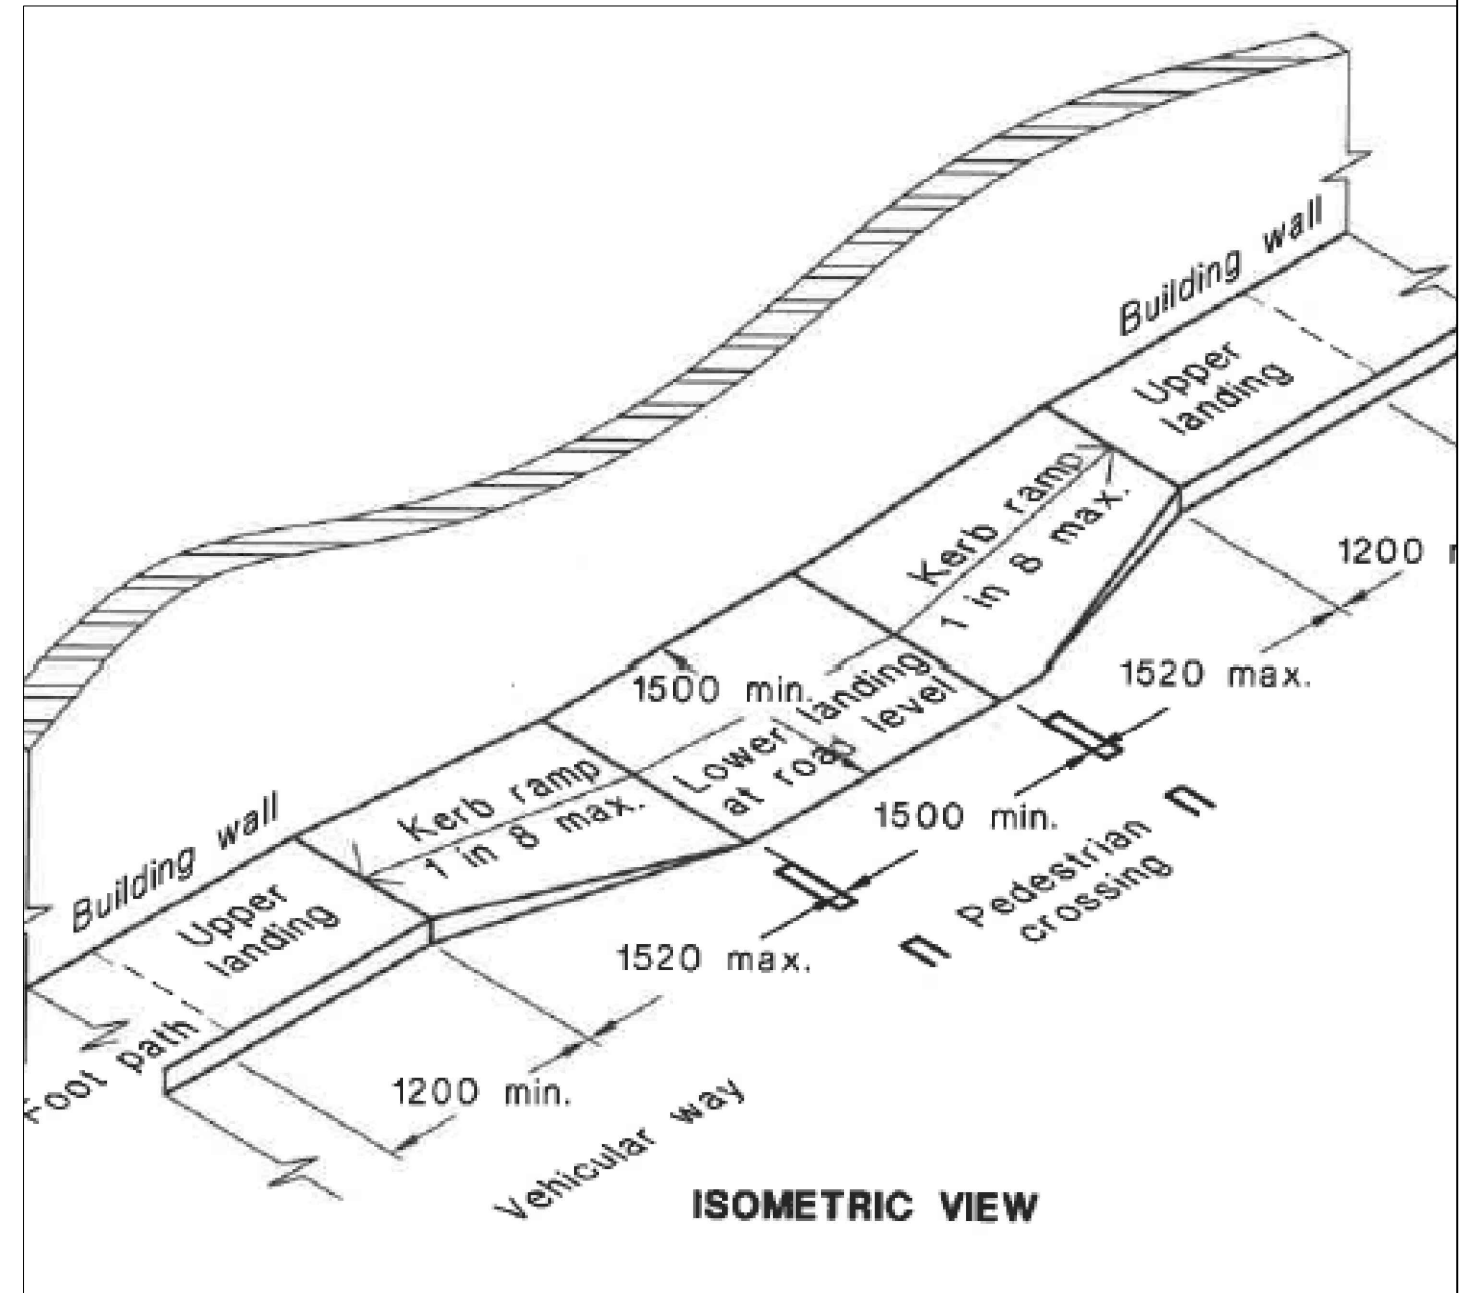 Building wall
Upper
landing
Kerb ramp
1 in 8 max.
1200
1520 max.
1500 min.
Lower landing
at road level
1500 min.
Pedestrian
crossing
Kerb ramp
1 in 8 max.
Building wall
Upper
landing
1520 max.
Foot path
1200 min.
Vehicular way
ISOMETRIC VIEW